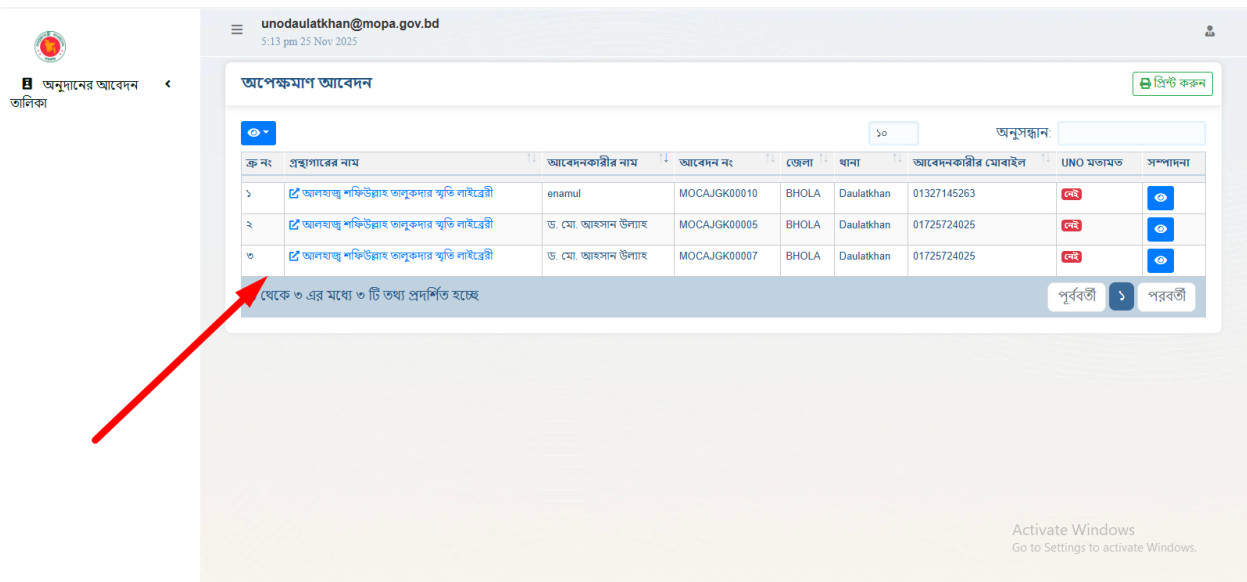 unodaulatkhan@mopa.gov.bd
5:13 pm 25 Nov 2025
অনুদানের আবেদন
তালিকা
অপেক্ষমাণ আবেদন
প্রিন্ট করুন
১০ অনুসন্ধান:
ক্র নং গ্রন্থাগারের নাম আবেদনকারীর নাম আবেদন নং জেলা থানা আবেদনকারীর মোবাইল UNO মতামত সম্পাদনা
১ আলহাজ্ব শফিউল্লাহ তালুকদার স্মৃতি লাইব্রেরী enamul MOCAJGK00010 BHOLA Daulatkhan 01327145263 নেই
২ আলহাজ্ব শফিউল্লাহ তালুকদার স্মৃতি লাইব্রেরী ড. মো. আহসান উল্যাহ MOCAJGK00005 BHOLA Daulatkhan 01725724025 নেই
৩ আলহাজ্ব শফিউল্লাহ তালুকদার স্মৃতি লাইব্রেরী ড. মো. আহসান উল্যাহ MOCAJGK00007 BHOLA Daulatkhan 01725724025 নেই
থেকে ৩ এর মধ্যে ৩ টি তথ্য প্রদর্শিত হচ্ছে পূর্ববর্তী ১ পরবর্তী
Activate Windows
Go to Settings to activate Windows.